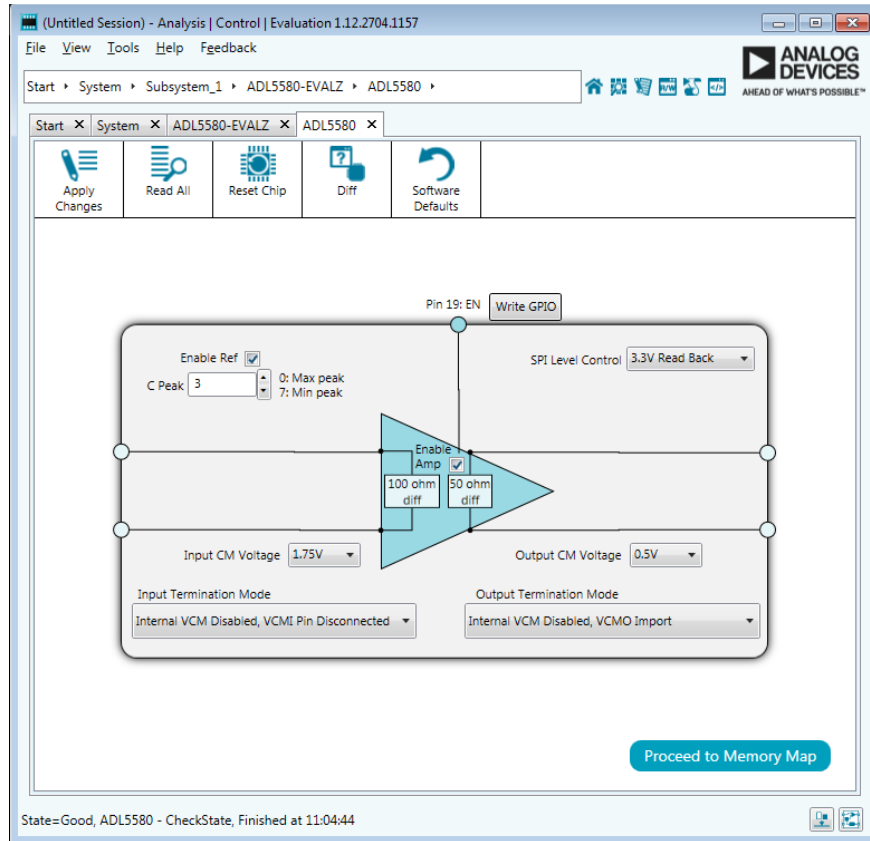 (Untitled Session) - Analysis | Control | Evaluation 1.12.2704.1157
File View Tools Help Feedback
ANALOG
DEVICES
AHEAD OF WHAT'S POSSIBLE™
Start ▸ System ▸ Subsystem_1 ▸ ADL5580-EVALZ ▸ ADL5580 ▸
R/W
</>
Start X System X ADL5580-EVALZ X ADL5580 X
Apply
Changes
Read All
Reset Chip
?
Diff
Software
Defaults
Pin 19: EN
Write GPIO
Enable Ref
SPI Level Control 3.3V Read Back
C Peak 3
0: Max peak
7: Min peak
Enable
Amp
100 ohm
diff
50 ohm
diff
Input CM Voltage 1.75V
Output CM Voltage 0.5V
Input Termination Mode
Internal VCM Disabled, VCMI Pin Disconnected
Output Termination Mode
Internal VCM Disabled, VCMO Import
Proceed to Memory Map
State=Good, ADL5580 - CheckState, Finished at 11:04:44